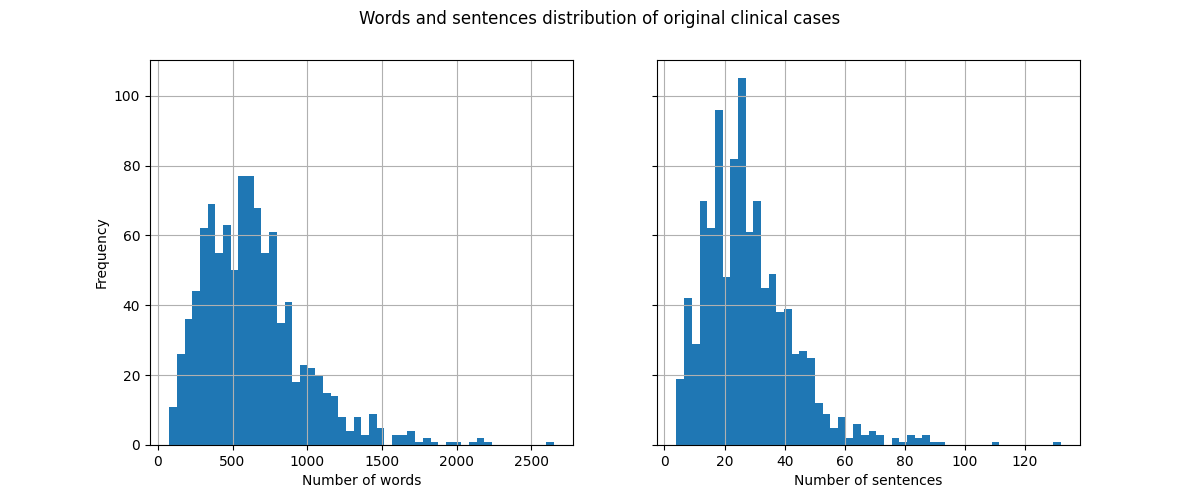 Words and sentences distribution of original clinical cases
Frequency
100
80
60
40
20
0
0 500 1000 1500 2000 2500
Number of words
0 20 40 60 80 100 120
Number of sentences